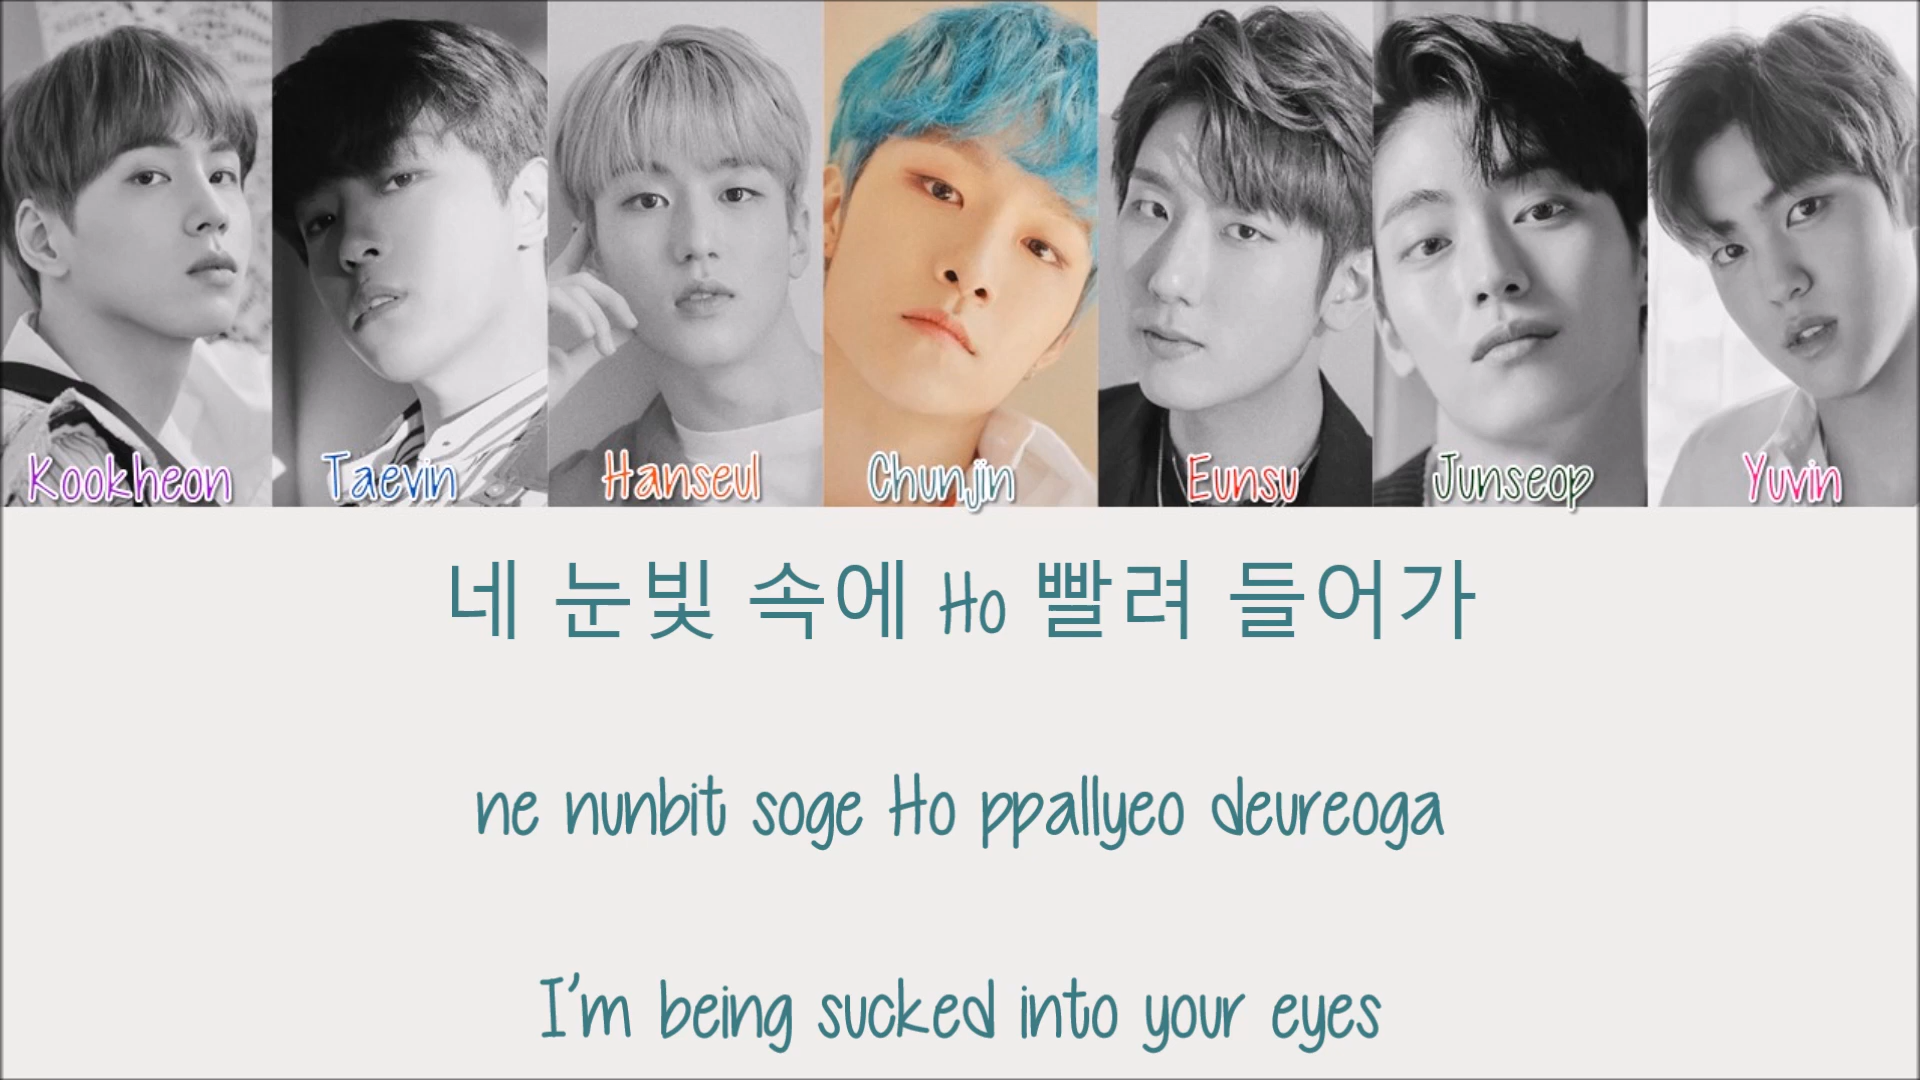 Kookheon Taevin Hanseul Chunjin Eunsu Junseop Yuvin
네 눈빛 속에 Ho 빨려 들어가
ne nunbit soge Ho ppallyeo deureoga
I'm being sucked into your eyes